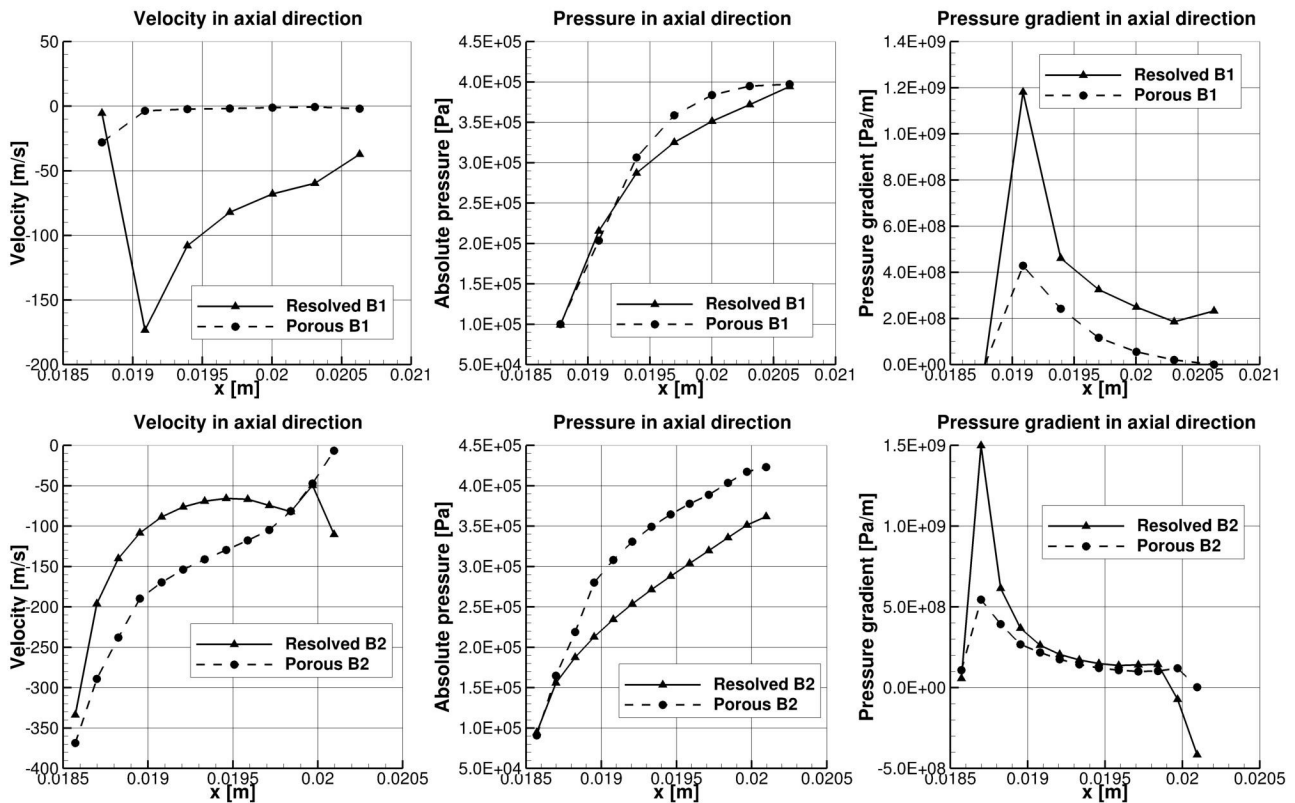 Velocity in axial direction
50
0
-50
-100
-150
-200
Velocity [m/s]
Resolved B1
Porous B1
0.0185
0.019
0.0195
0.02
0.0205
0.021
x [m]
Pressure in axial direction
4.5E+05
4.0E+05
3.5E+05
3.0E+05
2.5E+05
2.0E+05
1.5E+05
1.0E+05
5.0E+04
Absolute pressure [Pa]
Resolved B1
Porous B1
0.0185
0.019
0.0195
0.02
0.0205
0.021
x [m]
Pressure gradient in axial direction
1.4E+09
1.2E+09
1.0E+09
8.0E+08
6.0E+08
4.0E+08
2.0E+08
0.0E+00
Pressure gradient [Pa/m]
Resolved B1
Porous B1
0.0185
0.019
0.0195
0.02
0.0205
0.021
x [m]
Velocity in axial direction
0
-50
-100
-150
-200
-250
-300
-350
-400
Velocity [m/s]
Resolved B2
Porous B2
0.0185
0.019
0.0195
0.02
0.0205
x [m]
Pressure in axial direction
4.5E+05
4.0E+05
3.5E+05
3.0E+05
2.5E+05
2.0E+05
1.5E+05
1.0E+05
5.0E+04
Absolute pressure [Pa]
Resolved B2
Porous B2
0.0185
0.019
0.0195
0.02
0.0205
x [m]
Pressure gradient in axial direction
1.5E+09
1.0E+09
5.0E+08
0.0E+00
-5.0E+08
Pressure gradient [Pa/m]
Resolved B2
Porous B2
0.0185
0.019
0.0195
0.02
0.0205
x [m]